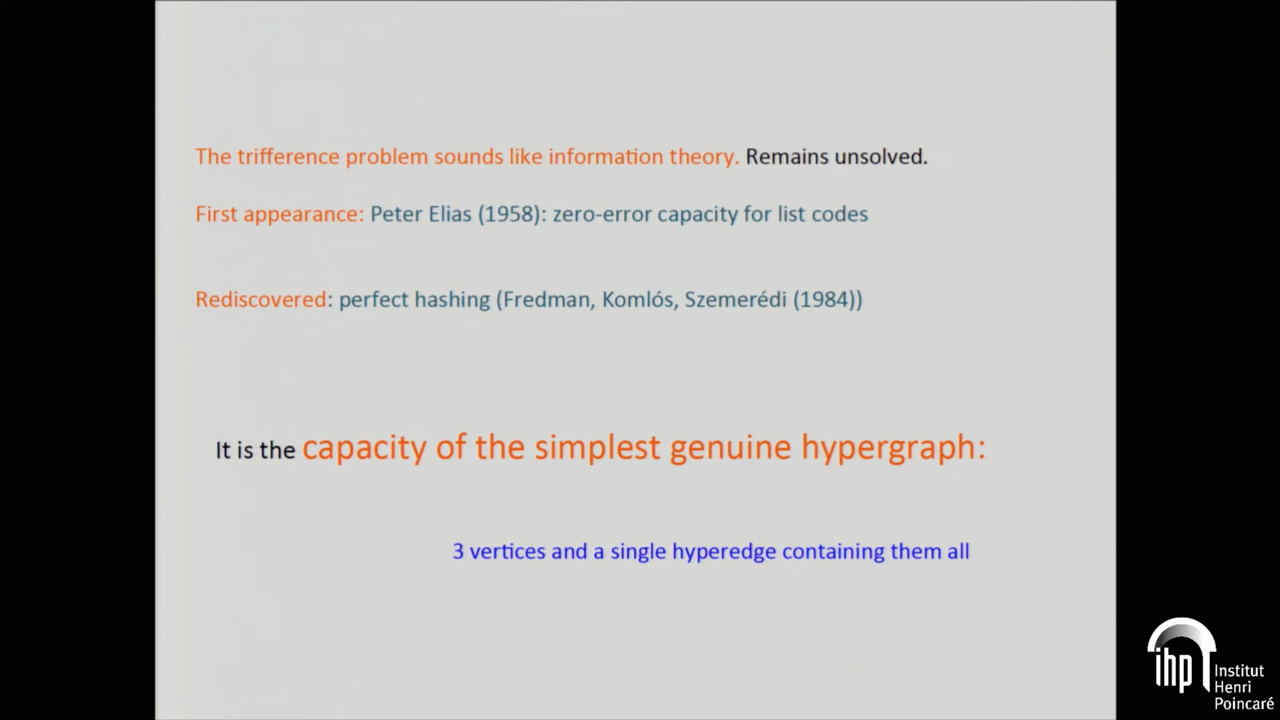 The trifference problem sounds like information theory. Remains unsolved.
First appearance: Peter Elias (1958): zero-error capacity for list codes
Rediscovered: perfect hashing (Fredman, Komlós, Szemerédi (1984))
It is the capacity of the simplest genuine hypergraph:
3 vertices and a single hyperedge containing them all
ihp Institut
Henri
Poincaré